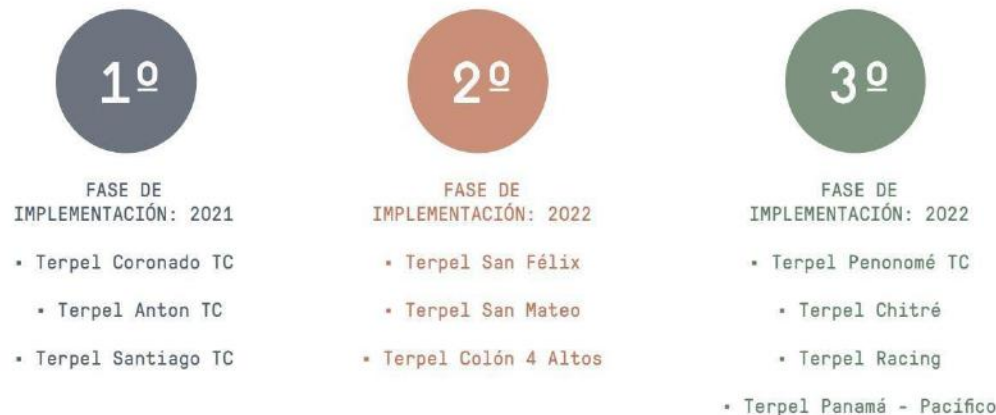 1º
FASE DE
IMPLEMENTACIÓN: 2021
▪ Terpel Coronado TC
▪ Terpel Anton TC
▪ Terpel Santiago TC
2º
FASE DE
IMPLEMENTACIÓN: 2022
▪ Terpel San Félix
▪ Terpel San Mateo
▪ Terpel Colón 4 Altos
3º
FASE DE
IMPLEMENTACIÓN: 2022
▪ Terpel Penonomé TC
▪ Terpel Chitré
▪ Terpel Racing
▪ Terpel Panamá - Pacífico